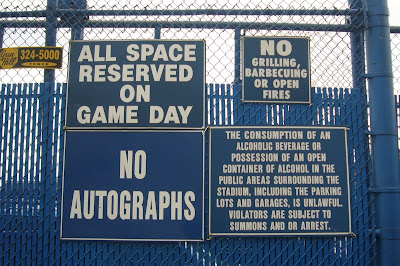 324-5000
ALL SPACE
RESERVED
ON
GAME DAY
NO
GRILLING,
BARBECUING
OR OPEN
FIRES
NO
AUTOGRAPHS
THE CONSUMPTION OF AN
ALCOHOLIC BEVERAGE OR
POSSESSION OF AN OPEN
CONTAINER OF ALCOHOL IN THE
PUBLIC AREAS SURROUNDING THE
STADIUM, INCLUDING THE PARKING
LOTS AND GARAGES, IS UNLAWFUL.
VIOLATORS ARE SUBJECT TO
SUMMONS AND OR ARREST.